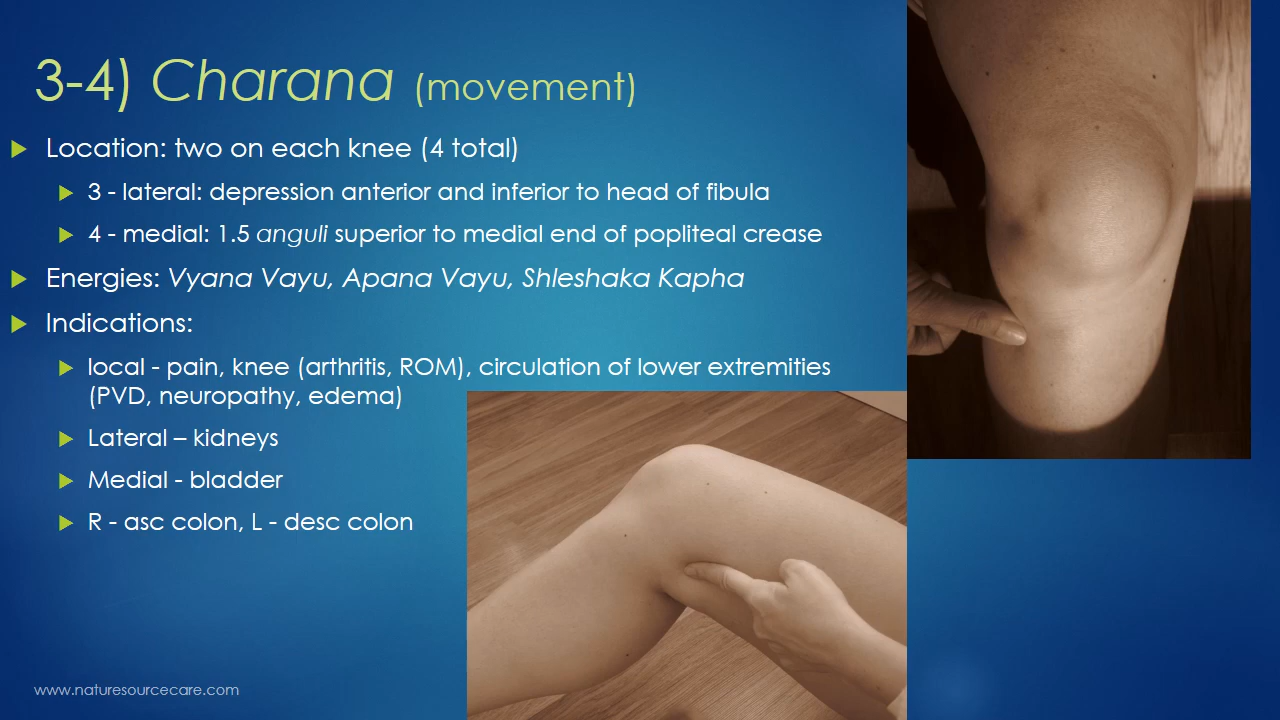 3-4) Charana (movement)
Location: two on each knee (4 total)
3 - lateral: depression anterior and inferior to head of fibula
4 - medial: 1.5 anguli superior to medial end of popliteal crease
Energies: Vyana Vayu, Apana Vayu, Shleshaka Kapha
Indications:
local - pain, knee (arthritis, ROM), circulation of lower extremities
(PVD, neuropathy, edema)
Lateral – kidneys
Medial - bladder
R - asc colon, L - desc colon
www.naturesourcecare.com